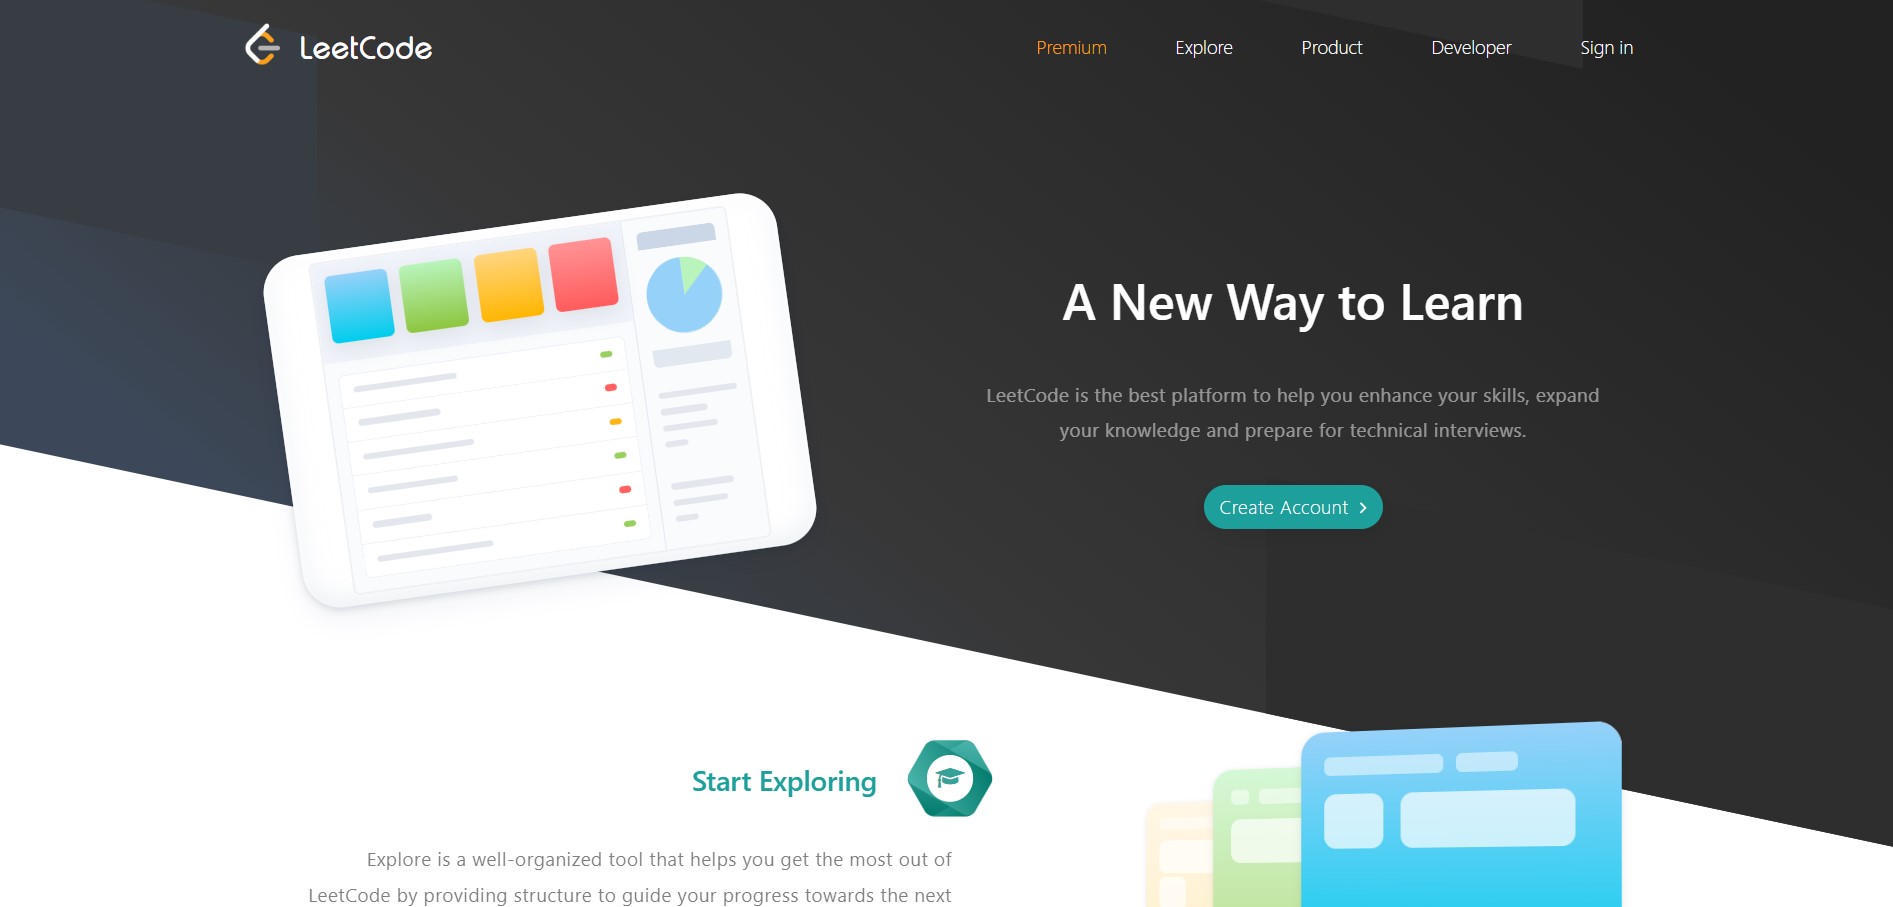 LeetCode
Premium
Explore
Product
Developer
Sign in
A New Way to Learn
LeetCode is the best platform to help you enhance your skills, expand
your knowledge and prepare for technical interviews.
Create Account
Start Exploring
Explore is a well-organized tool that helps you get the most out of
LeetCode by providing structure to guide your progress towards the next